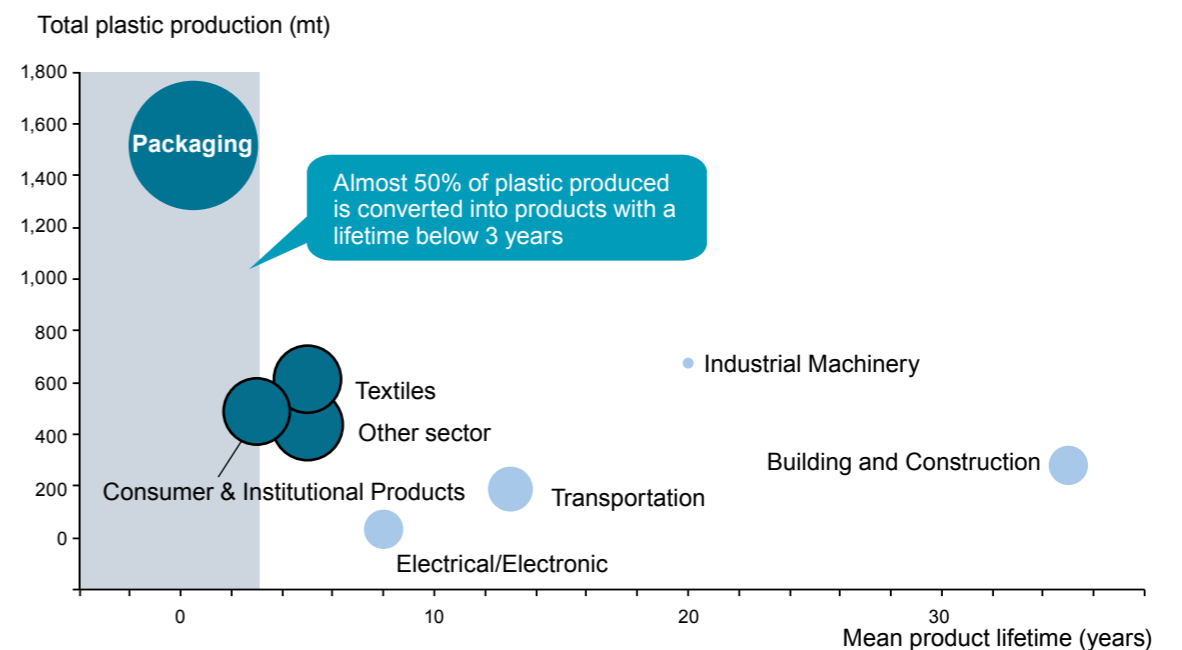 Total plastic production (mt)
1,800
1,600
1,400
1,200
1,000
800
600
400
200
0
Packaging
Almost 50% of plastic produced
is converted into products with a
lifetime below 3 years
Industrial Machinery
Textiles
Other sector
Building and Construction
Consumer & Institutional Products
Transportation
Electrical/Electronic
0
10
20
30
Mean product lifetime (years)